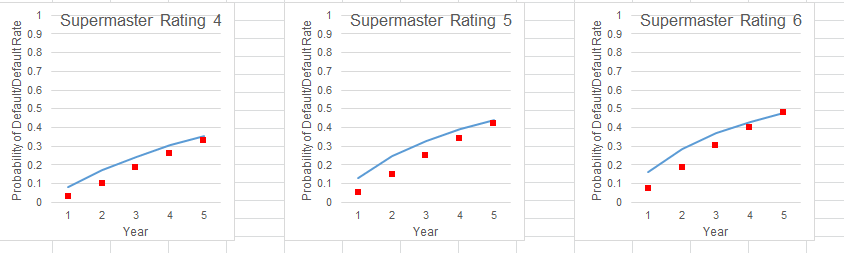 Supermaster Rating 4
Probability of Default/Default Rate
1
0.9
0.8
0.7
0.6
0.5
0.4
0.3
0.2
0.1
0
1 2 3 4 5
Year
Supermaster Rating 5
Probability of Default/Default Rate
1
0.9
0.8
0.7
0.6
0.5
0.4
0.3
0.2
0.1
0
1 2 3 4 5
Year
Supermaster Rating 6
Probability of Default/Default Rate
1
0.9
0.8
0.7
0.6
0.5
0.4
0.3
0.2
0.1
0
1 2 3 4 5
Year